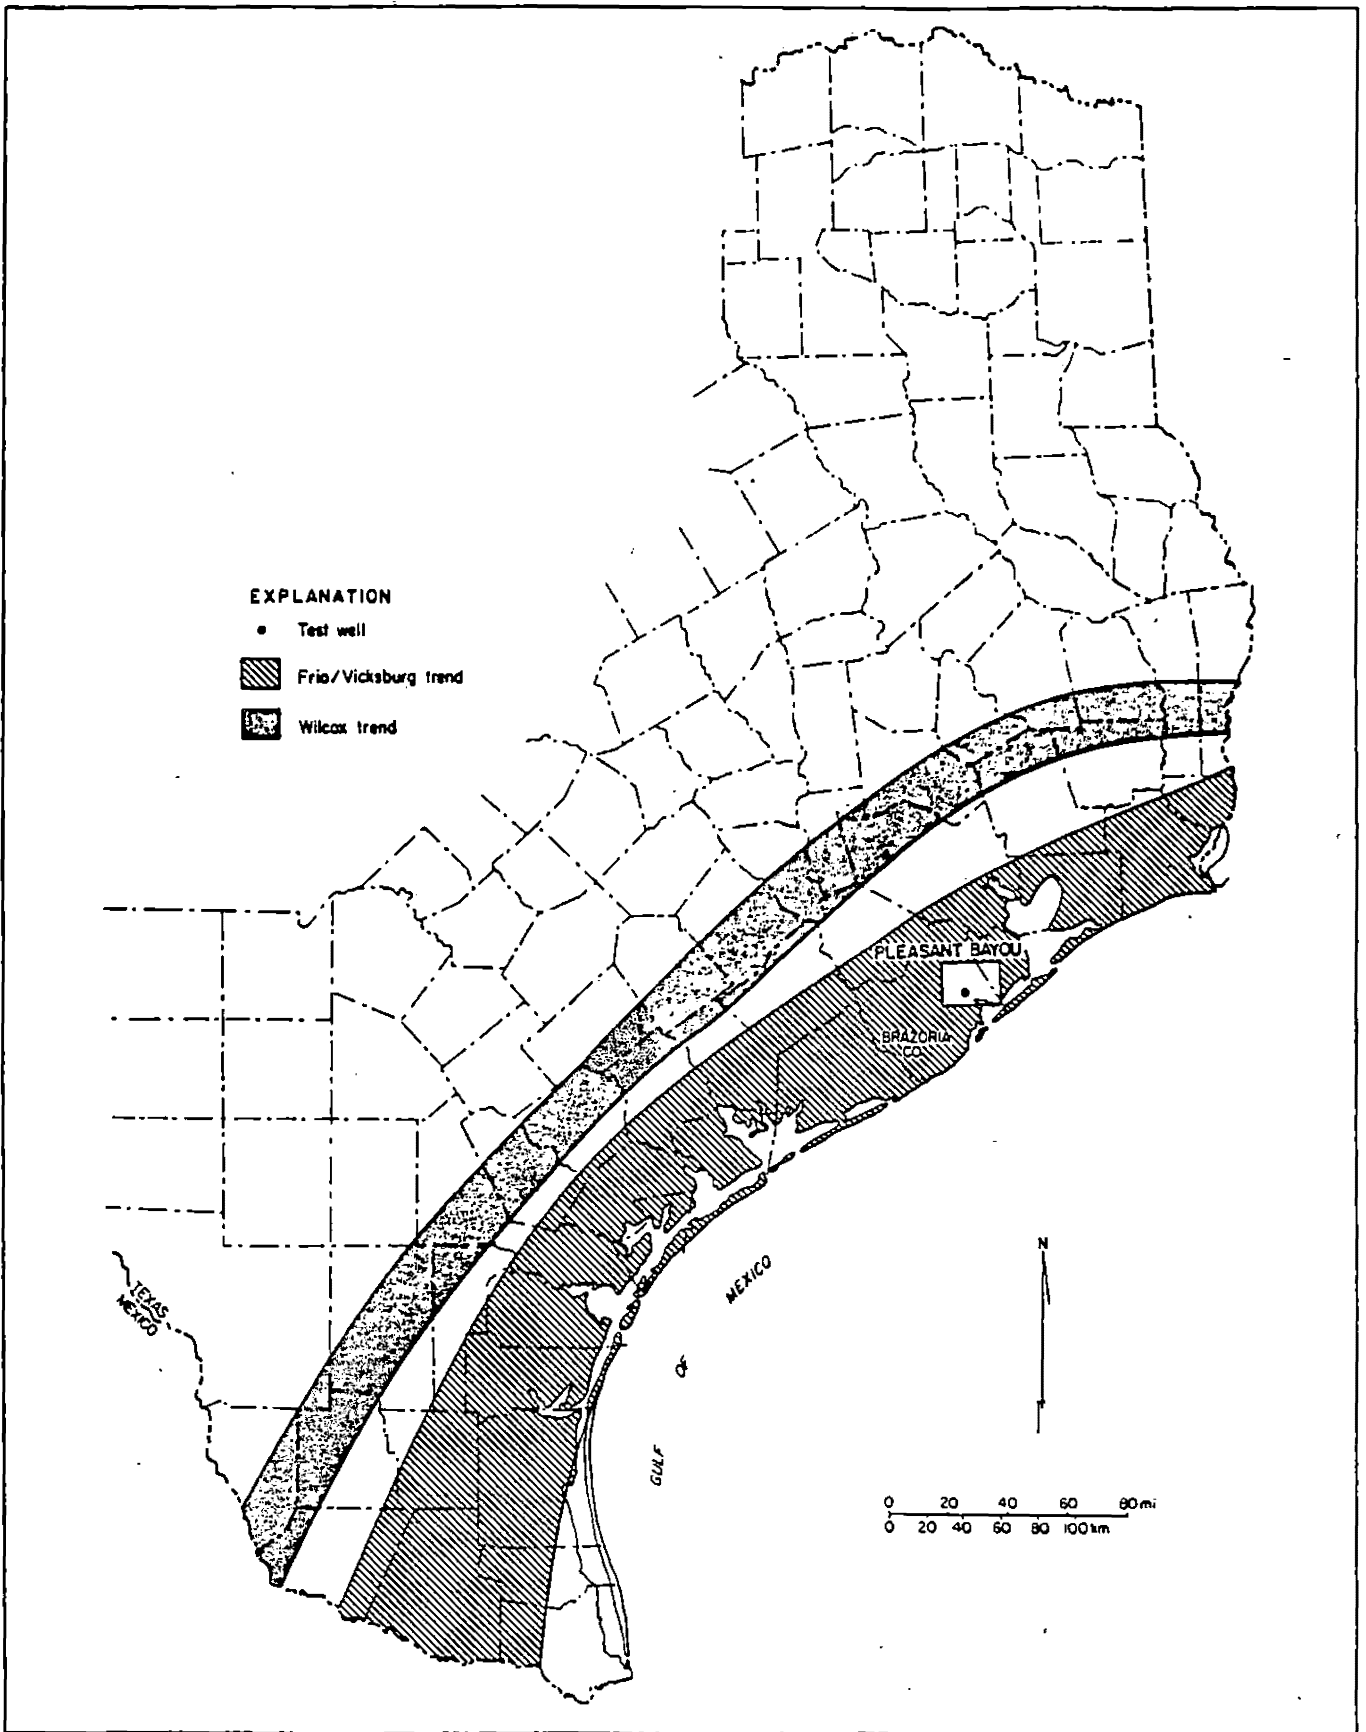 EXPLANATION
Test well
Frio/Vicksburg trend
Wilcox trend
PLEASANT BAYOU
BRAZORIA
CO.
TEXAS
MEXICO
GULF
OF
MEXICO
N
0 20 40 60 80 mi
0 20 40 60 80 100 km